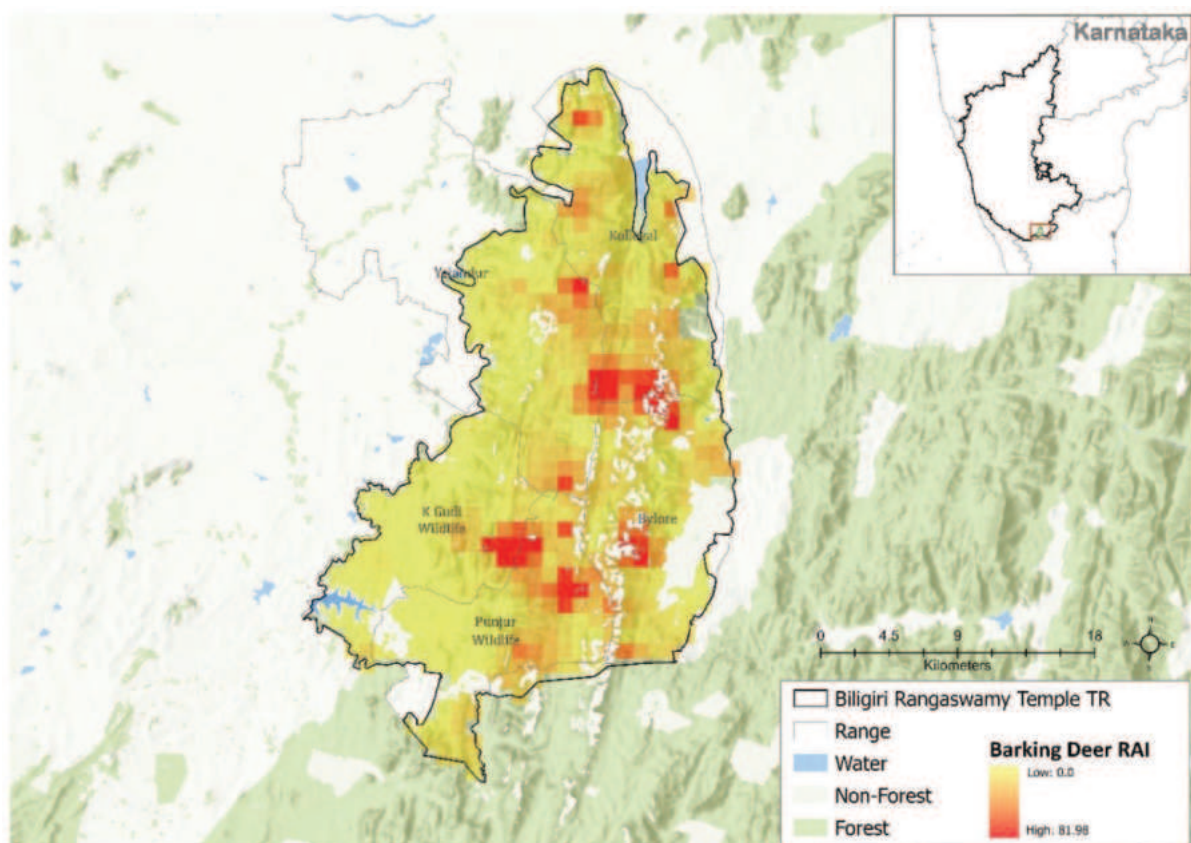 Karnataka
Kollegal
Yelandur
K Gudi
Wildlife
Bylore
Punjur
Wildlife
0 4.5 9 18
Kilometers
N
W E
S
Biligiri Rangaswamy Temple TR
Range
Water
Non-Forest
Forest
Barking Deer RAI
Low: 0.0
High: 81.98